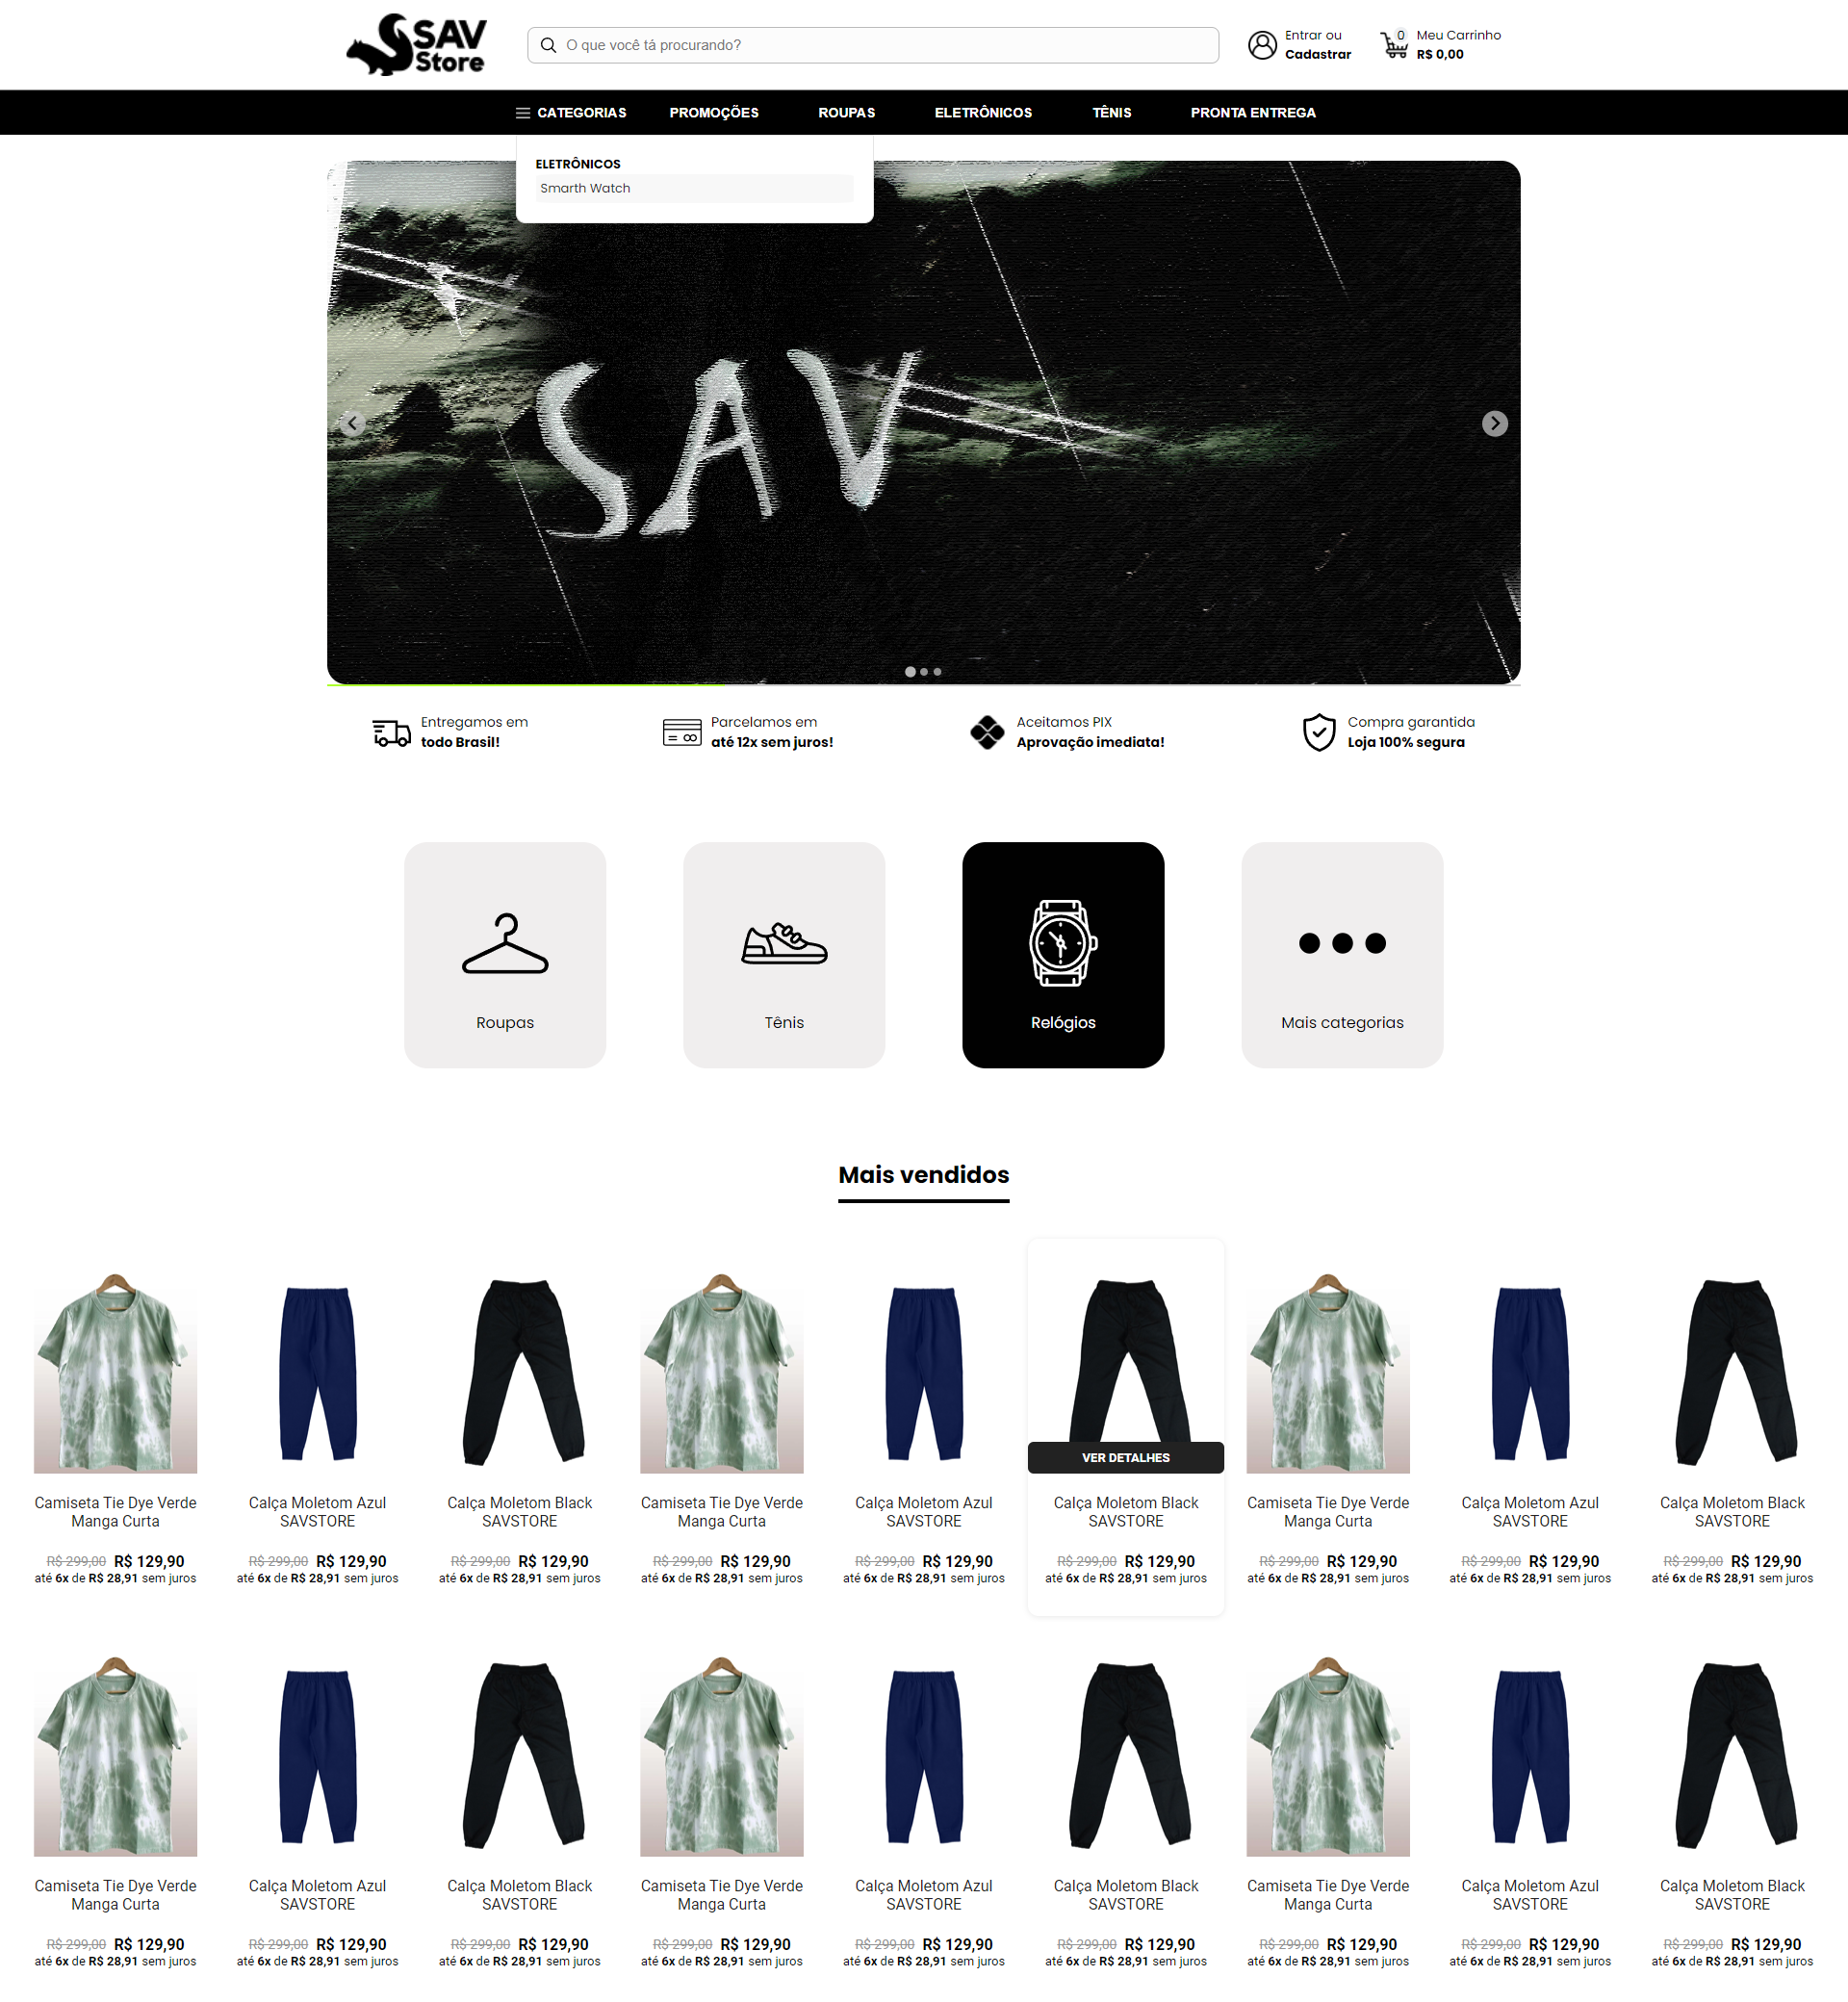 SAV
Store
O que você tá procurando?
Entrar ou
Cadastrar
0
Meu Carrinho
R$ 0,00
CATEGORIAS PROMOÇÕES ROUPAS ELETRÔNICOS TÊNIS PRONTA ENTREGA
ELETRÔNICOS
Smarth Watch
SAV
Entregamos em
todo Brasil!
Parcelamos em
até 12x sem juros!
Aceitamos PIX
Aprovação imediata!
Compra garantida
Loja 100% segura
Roupas
Tênis
Relógios
Mais categorias
Mais vendidos
VER DETALHES
Camiseta Tie Dye Verde
Manga Curta
R$ 299,00 R$ 129,90
até 6x de R$ 28,91 sem juros
Calça Moletom Azul
SAVSTORE
R$ 299,00 R$ 129,90
até 6x de R$ 28,91 sem juros
Calça Moletom Black
SAVSTORE
R$ 299,00 R$ 129,90
até 6x de R$ 28,91 sem juros
Camiseta Tie Dye Verde
Manga Curta
R$ 299,00 R$ 129,90
até 6x de R$ 28,91 sem juros
Calça Moletom Azul
SAVSTORE
R$ 299,00 R$ 129,90
até 6x de R$ 28,91 sem juros
Calça Moletom Black
SAVSTORE
R$ 299,00 R$ 129,90
até 6x de R$ 28,91 sem juros
Camiseta Tie Dye Verde
Manga Curta
R$ 299,00 R$ 129,90
até 6x de R$ 28,91 sem juros
Calça Moletom Azul
SAVSTORE
R$ 299,00 R$ 129,90
até 6x de R$ 28,91 sem juros
Calça Moletom Black
SAVSTORE
R$ 299,00 R$ 129,90
até 6x de R$ 28,91 sem juros
Camiseta Tie Dye Verde
Manga Curta
R$ 299,00 R$ 129,90
até 6x de R$ 28,91 sem juros
Calça Moletom Azul
SAVSTORE
R$ 299,00 R$ 129,90
até 6x de R$ 28,91 sem juros
Calça Moletom Black
SAVSTORE
R$ 299,00 R$ 129,90
até 6x de R$ 28,91 sem juros
Camiseta Tie Dye Verde
Manga Curta
R$ 299,00 R$ 129,90
até 6x de R$ 28,91 sem juros
Calça Moletom Azul
SAVSTORE
R$ 299,00 R$ 129,90
até 6x de R$ 28,91 sem juros
Calça Moletom Black
SAVSTORE
R$ 299,00 R$ 129,90
até 6x de R$ 28,91 sem juros
Camiseta Tie Dye Verde
Manga Curta
R$ 299,00 R$ 129,90
até 6x de R$ 28,91 sem juros
Calça Moletom Azul
SAVSTORE
R$ 299,00 R$ 129,90
até 6x de R$ 28,91 sem juros
Calça Moletom Black
SAVSTORE
R$ 299,00 R$ 129,90
até 6x de R$ 28,91 sem juros